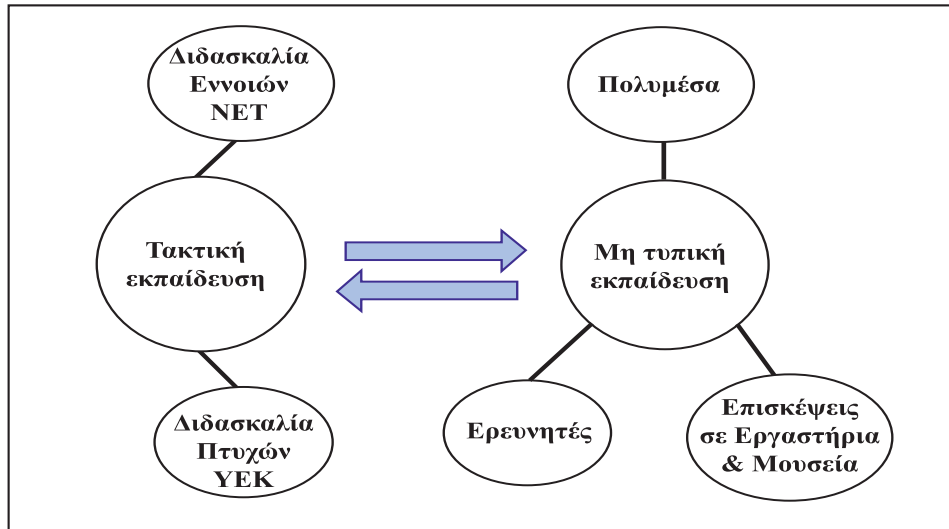 Διδασκαλία
Εννοιών
ΝΕΤ
Τακτική
εκπαίδευση
Διδασκαλία
Πτυχών
ΥΕΚ
Πολυμέσα
Μη τυπική
εκπαίδευση
Ερευνητές
Επισκέψεις
σε Εργαστήρια
& Μουσεία